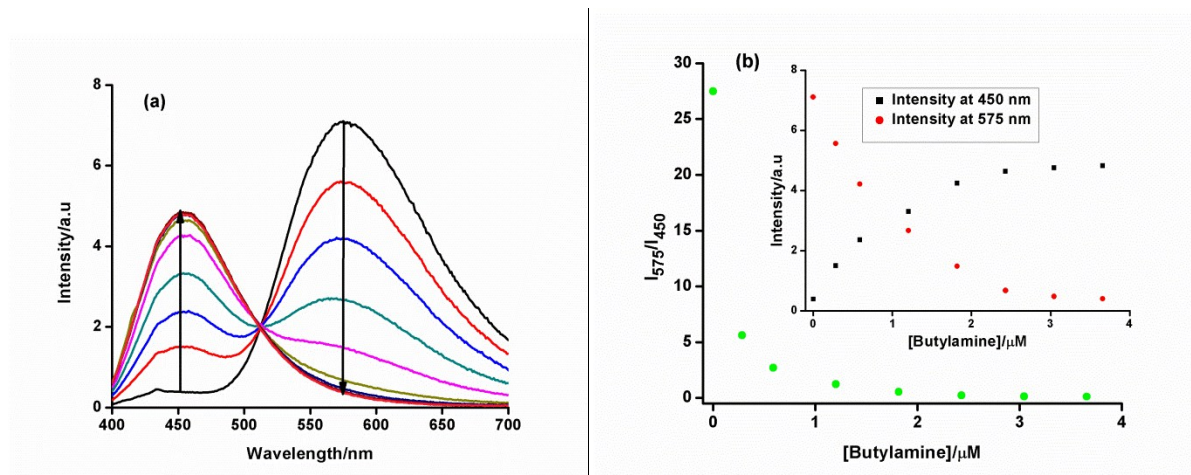 (a)
8
6
4
2
0
Intensity/a.u
400 450 500 550 600 650 700
Wavelength/nm
(b)
30
25
20
15
10
5
0
I575/I450
0 1 2 3 4
[Butylamine]/μM
8
6
4
2
0
Intensity/a.u
Intensity at 450 nm
Intensity at 575 nm
0 1 2 3 4
[Butylamine]/μM